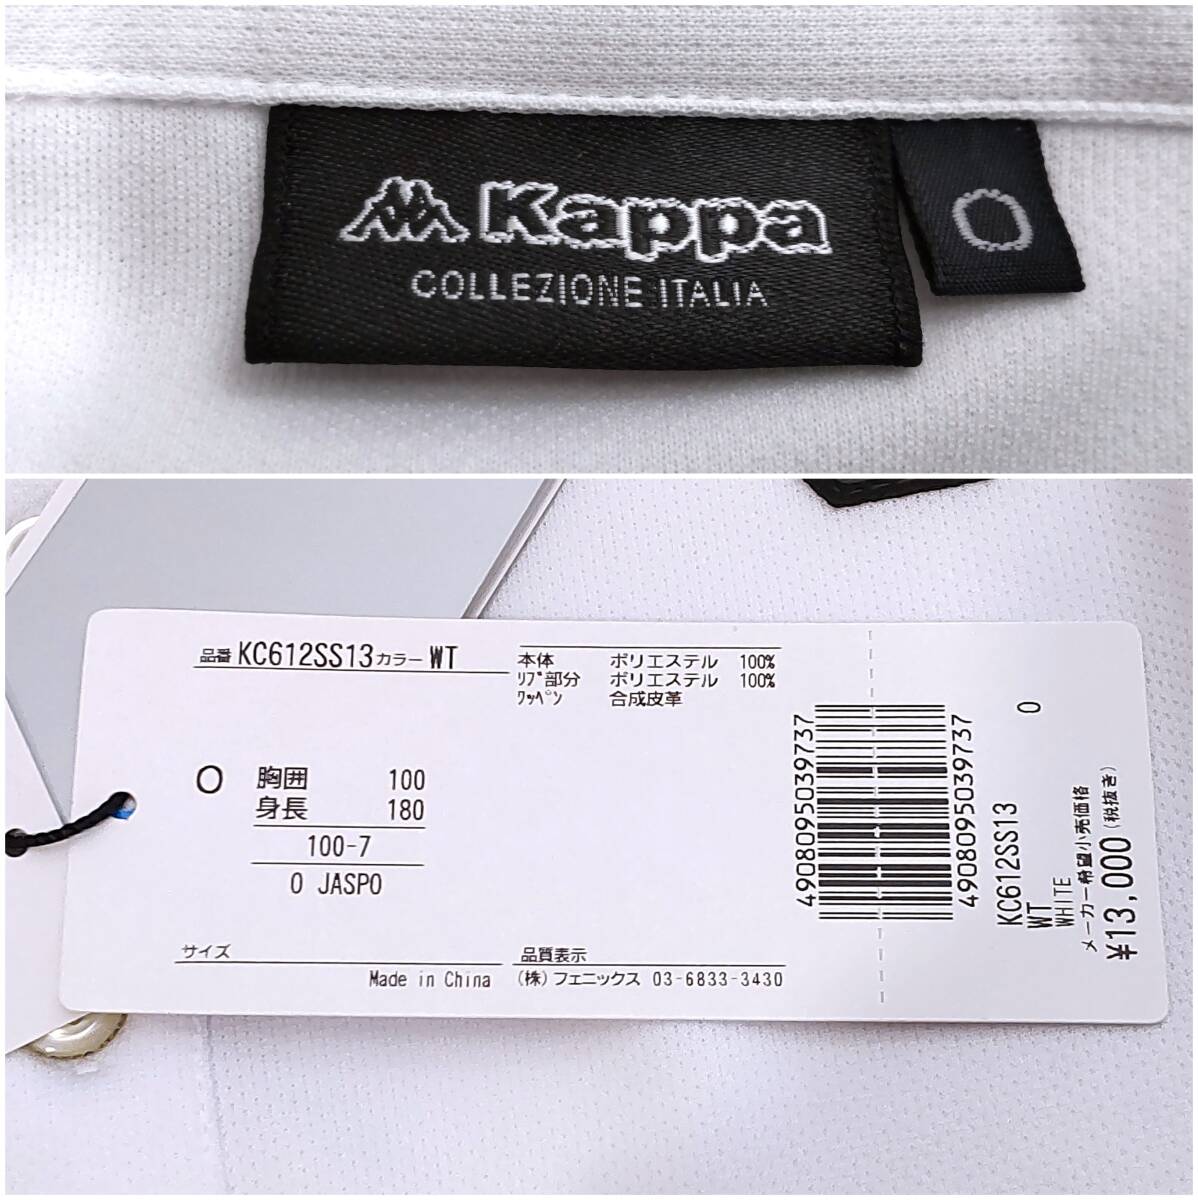 Kappa
COLLEZIONE ITALIA
O
品番 KC612SS13 カラー WT
本体 ポリエステル 100%
ﾘﾌﾞ部分 ポリエステル 100%
ﾜｯﾍﾟﾝ 合成皮革
O 胸囲 100
身長 180
100-7
O JASPO
サイズ
Made in China
品質表示
(株)フェニックス 03-6833-3430
4908095039737
4908095039737
KC612SS13 O
WT
WHITE
メーカー希望小売価格
¥13,000(税抜き)